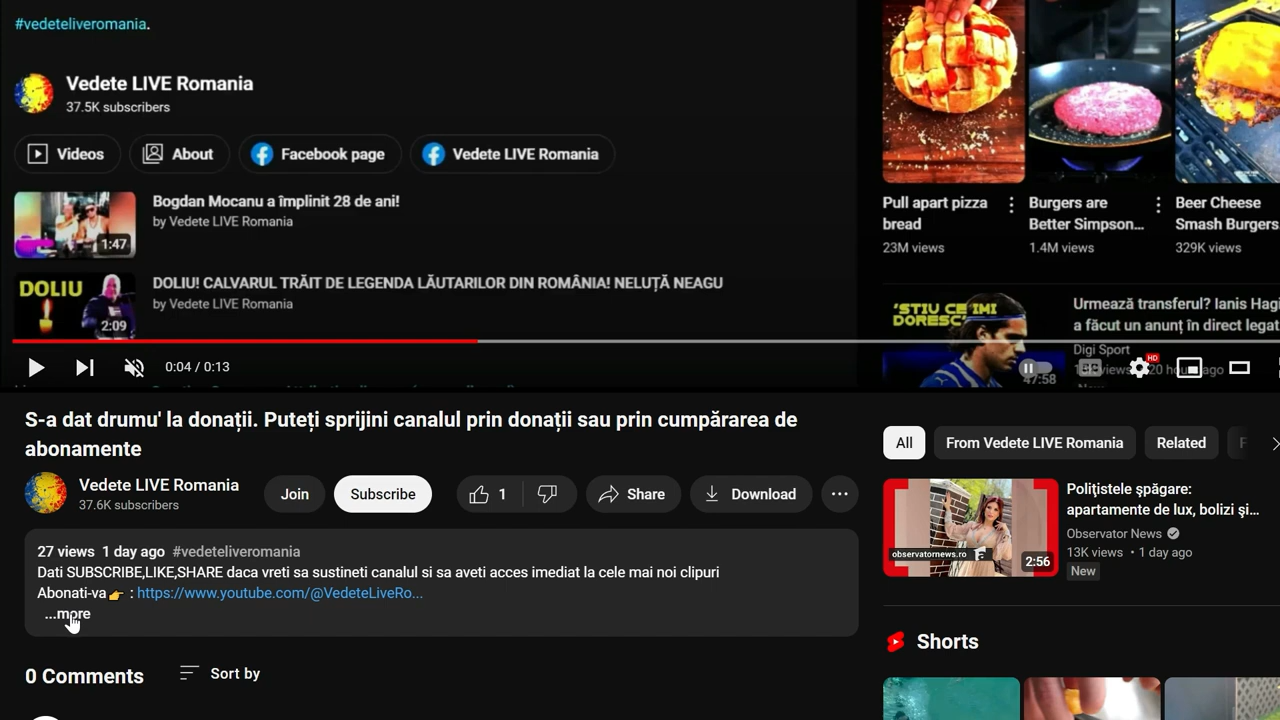 #vedeteliveromania.
Vedete LIVE Romania
37.5K subscribers
Videos
About
Facebook page
Vedete LIVE Romania
Bogdan Mocanu a împlinit 28 de ani!
by Vedete LIVE Romania
1:47
DOLIU! CALVARUL TRĂIT DE LEGENDA LĂUTARILOR DIN ROMÂNIA! NELUȚĂ NEAGU
by Vedete LIVE Romania
DOLIU
2:09
0:04 / 0:13
Pull apart pizza
bread
23M views
Burgers are
Better Simpson...
1.4M views
Beer Cheese
Smash Burgers
329K views
'STIU CE IMI
DORESC'
47:58
Urmează transferul? Ianis Hagi
a făcut un anunț în direct legat
Digi Sport
HD
S-a dat drumu' la donații. Puteți sprijini canalul prin donații sau prin cumpărarea de
abonamente
Vedete LIVE Romania
37.6K subscribers
Join
Subscribe
1
Share
Download
27 views 1 day ago #vedeteliveromania
Dati SUBSCRIBE,LIKE,SHARE daca vreti sa sustineti canalul si sa aveti acces imediat la cele mai noi clipuri
Abonati-va👉 : https://www.youtube.com/@VedeteLiveRo...
...more
0 Comments
Sort by
All
From Vedete LIVE Romania
Related
observatornews.ro
2:56
Polițistele șpăgare:
apartamente de lux, bolizi și...
Observator News
13K views • 1 day ago
New
Shorts